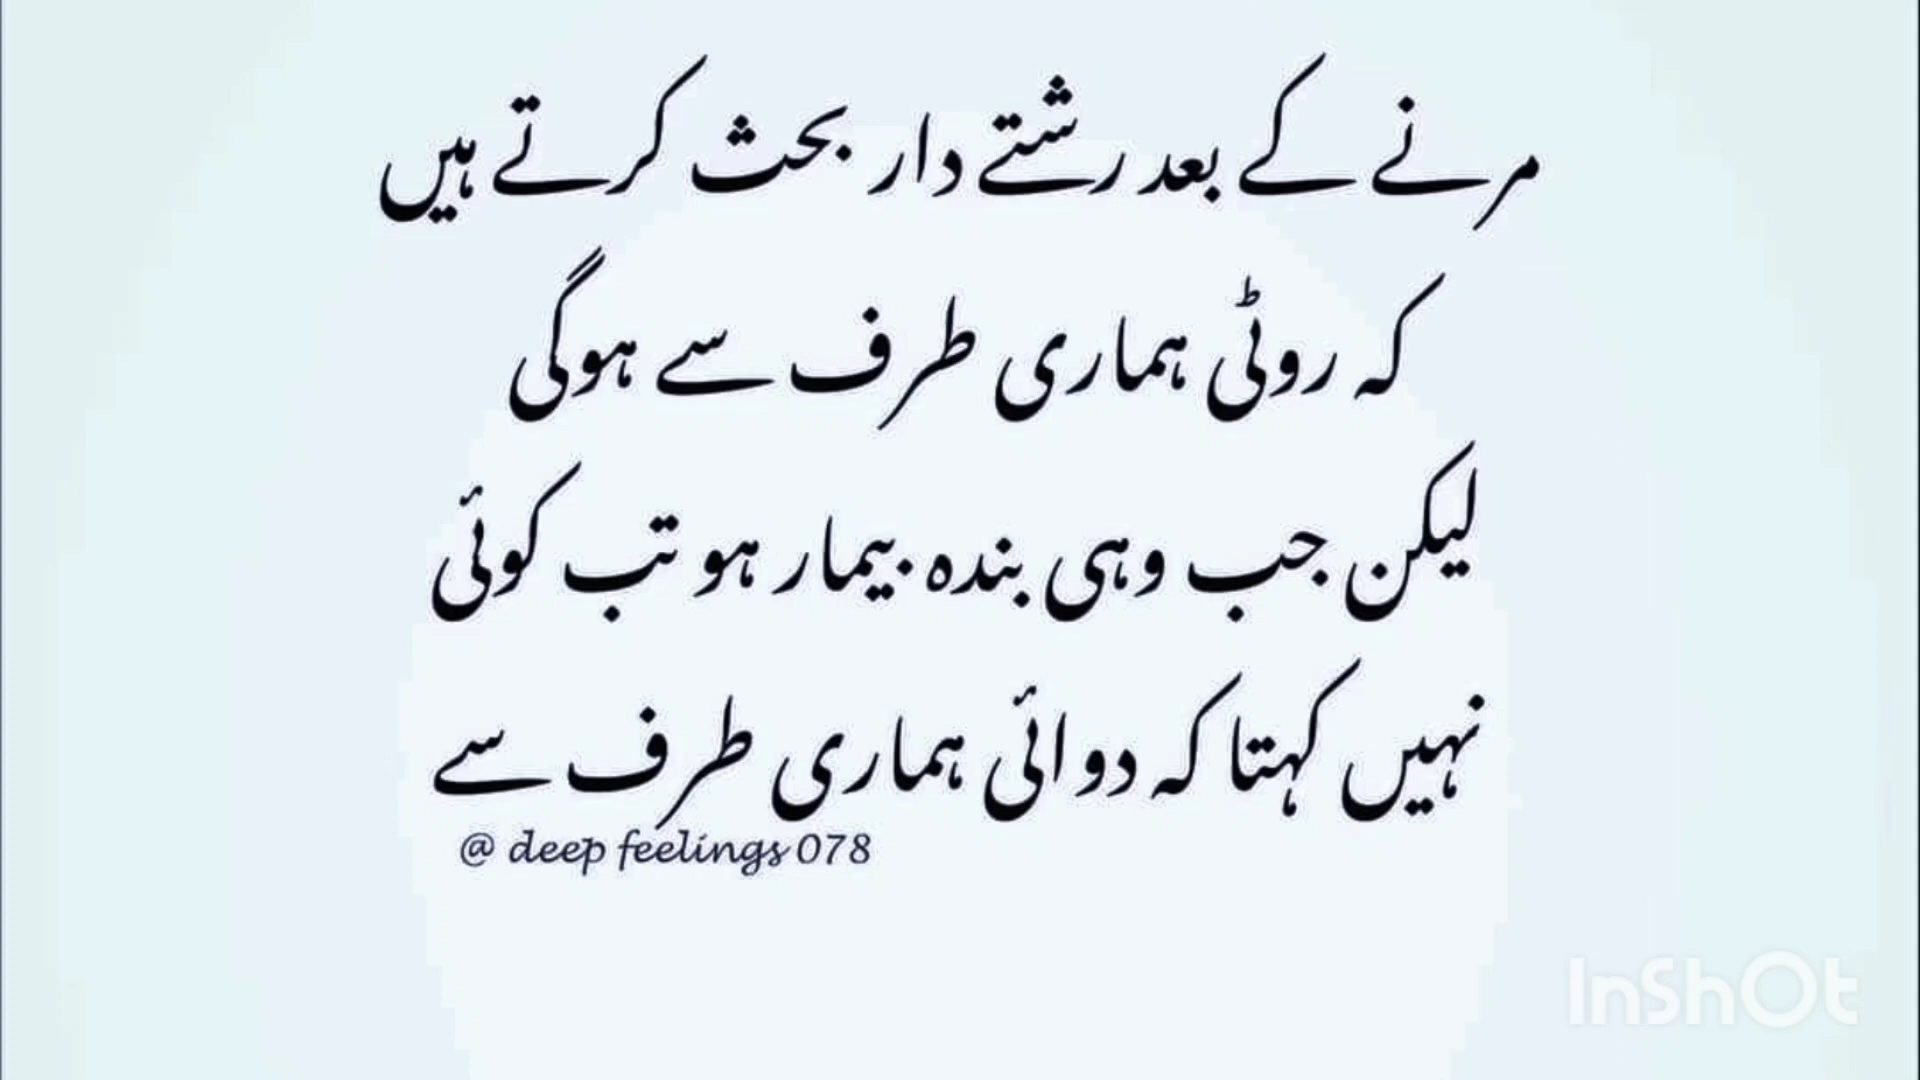 مرنے کے بعد رشتے دار بحث کرتے ہیں
کہ روٹی ہماری طرف سے ہوگی
لیکن جب وہی بندہ بیمار ہو تب کوئی
نہیں کہتا کہ دوائی ہماری طرف سے
@ deep feelings 078
InShOt